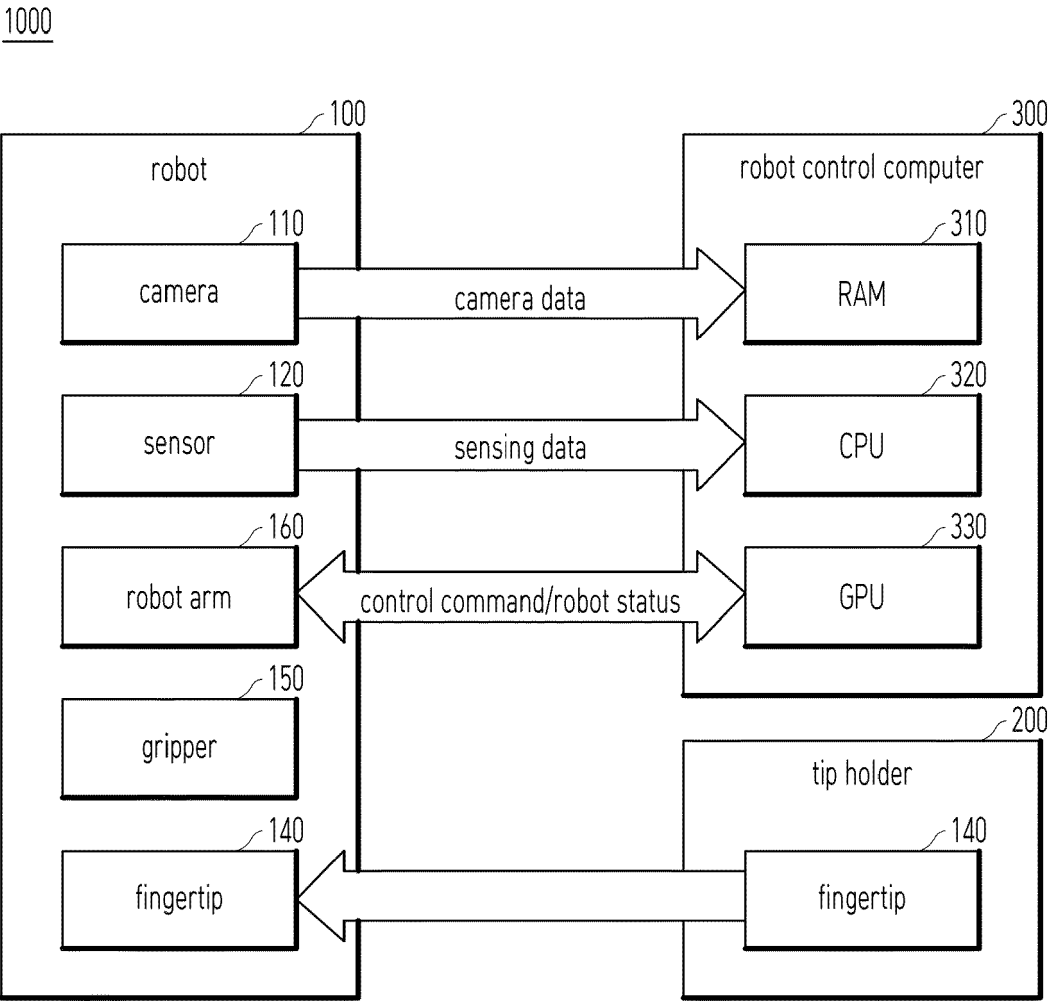 1000
100
robot
110
camera
120
sensor
160
robot arm
150
gripper
140
fingertip
camera data
sensing data
control command/robot status
300
robot control computer
310
RAM
320
CPU
330
GPU
200
tip holder
140
fingertip